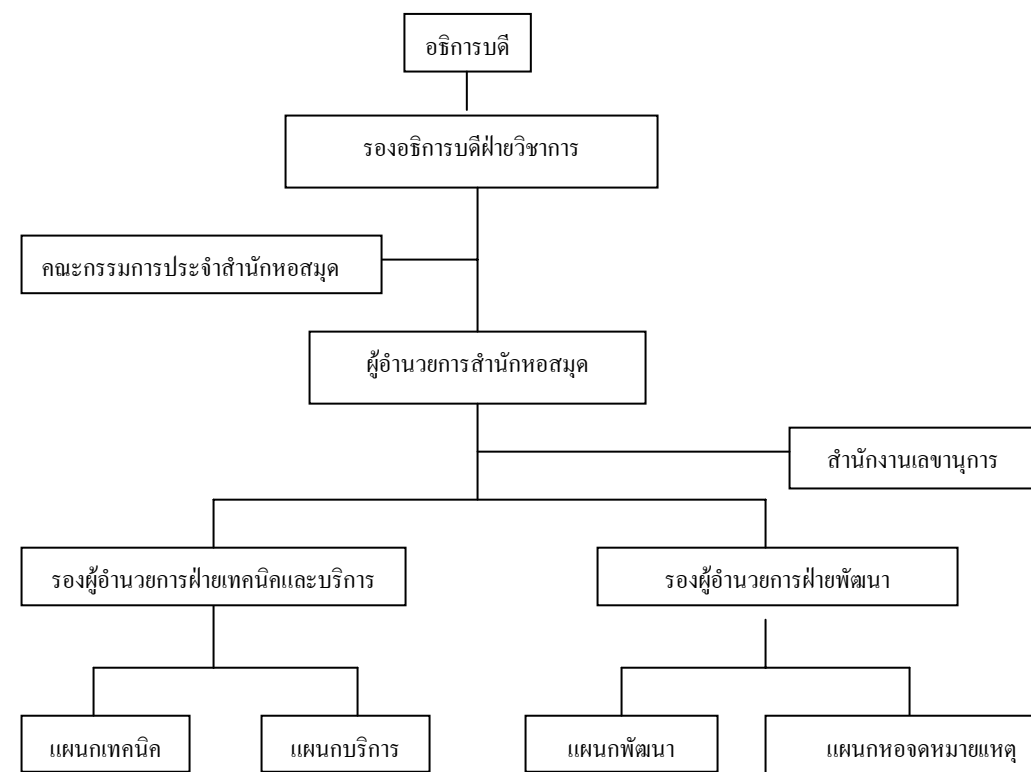 อธิการบดี
รองอธิการบดีฝ่ายวิชาการ
คณะกรรมการประจำสำนักหอสมุด
ผู้อำนวยการสำนักหอสมุด
สำนักงานเลขานุการ
รองผู้อำนวยการฝ่ายเทคนิคและบริการ
รองผู้อำนวยการฝ่ายพัฒนา
แผนกเทคนิค
แผนกบริการ
แผนกพัฒนา
แผนกหอจดหมายเหตุ